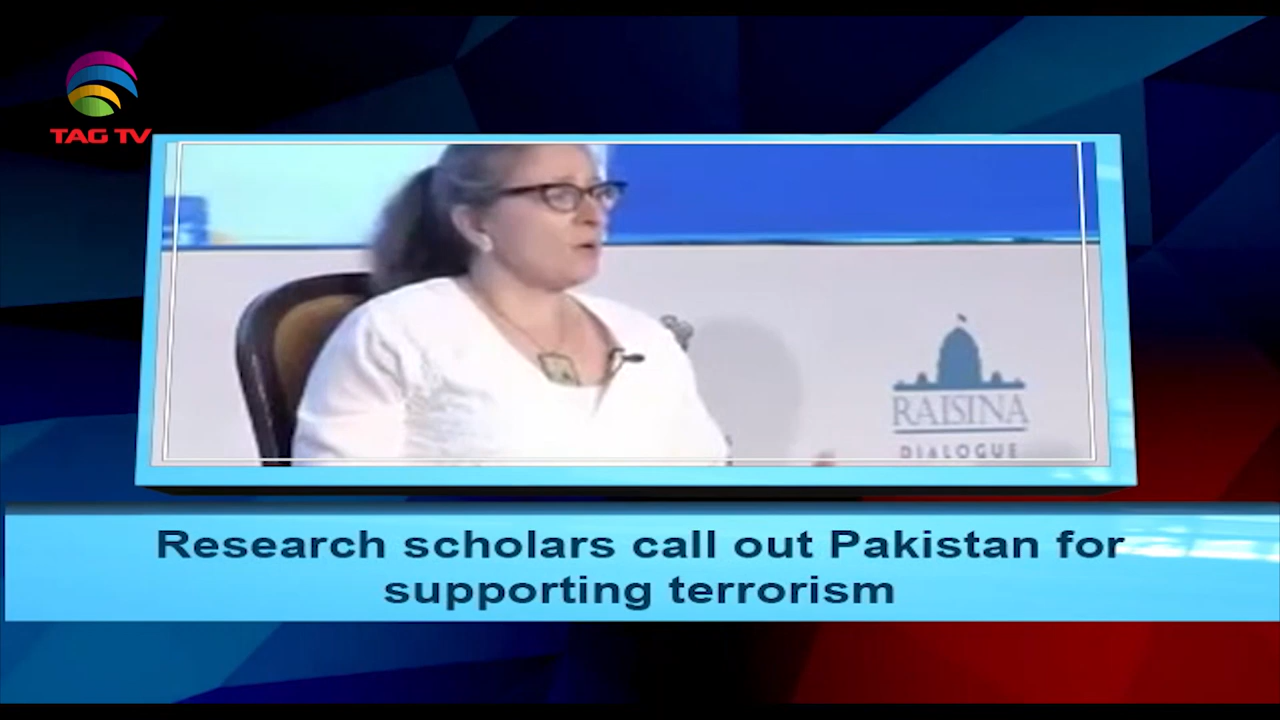 TAG TV
RAISINA
DIALOGUE
Research scholars call out Pakistan for
supporting terrorism